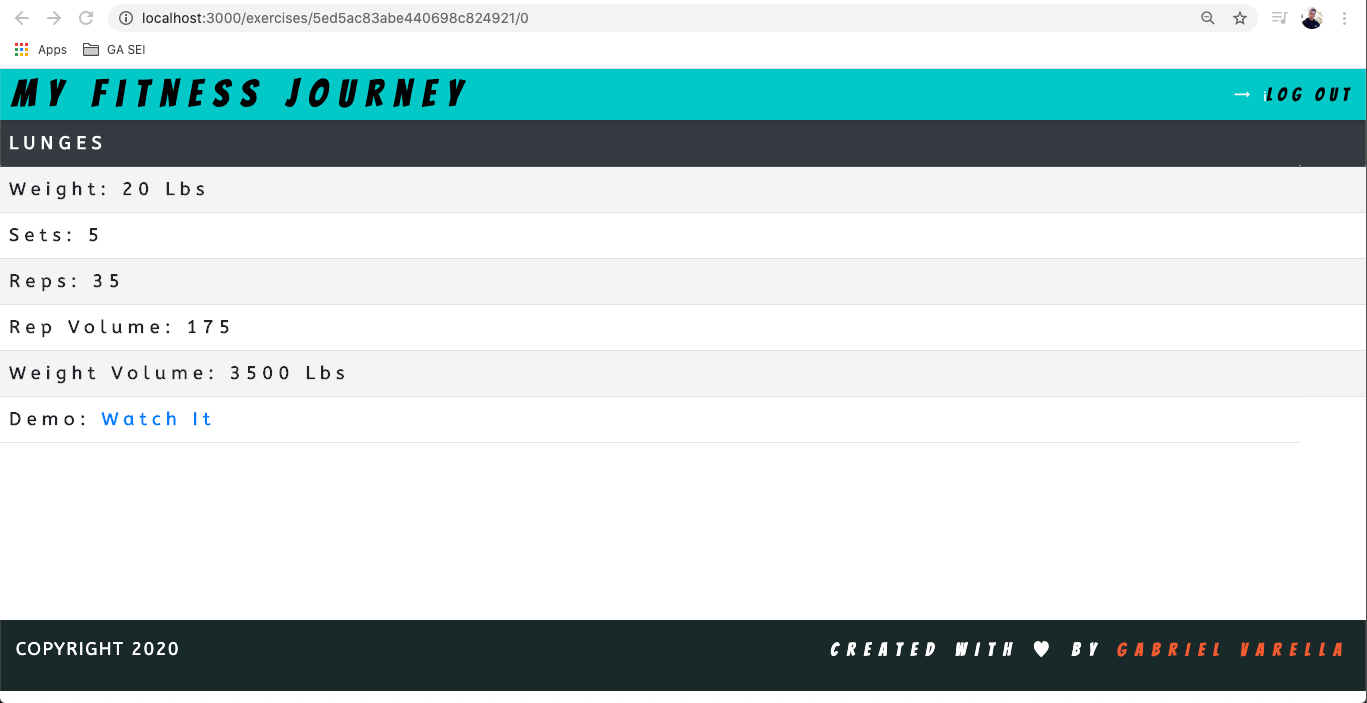 localhost:3000/exercises/5ed5ac83abe440698c824921/0
Apps GA SEI
MY FITNESS JOURNEY
→ LOG OUT
LUNGES
Weight: 20 Lbs
Sets: 5
Reps: 35
Rep Volume: 175
Weight Volume: 3500 Lbs
Demo: Watch It
COPYRIGHT 2020
CREATED WITH ♥ BY GABRIEL VARELLA